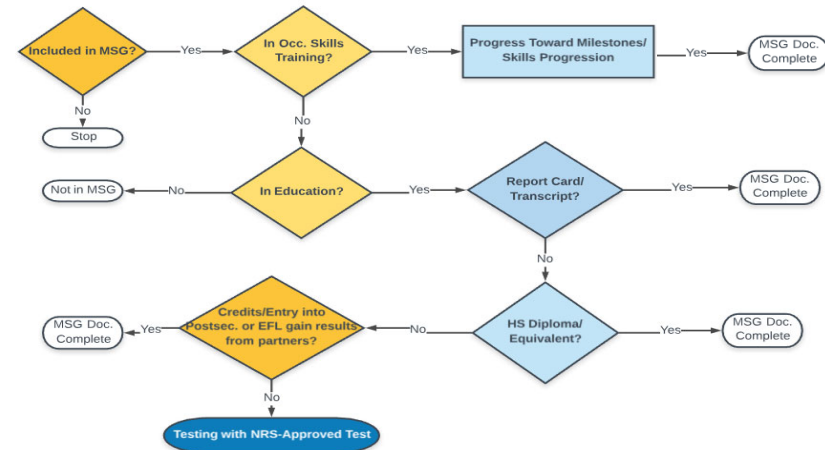 Included in MSG?
Yes
In Occ. Skills
Training?
Yes
Progress Toward Milestones/
Skills Progression
Yes
MSG Doc.
Complete
No
Stop
No
Not in MSG
No
In Education?
Yes
Report Card/
Transcript?
Yes
MSG Doc.
Complete
No
MSG Doc.
Complete
Yes
Credits/Entry into
Postsec. or EFL gain results
from partners?
No
HS Diploma/
Equivalent?
Yes
MSG Doc.
Complete
No
Testing with NRS-Approved Test